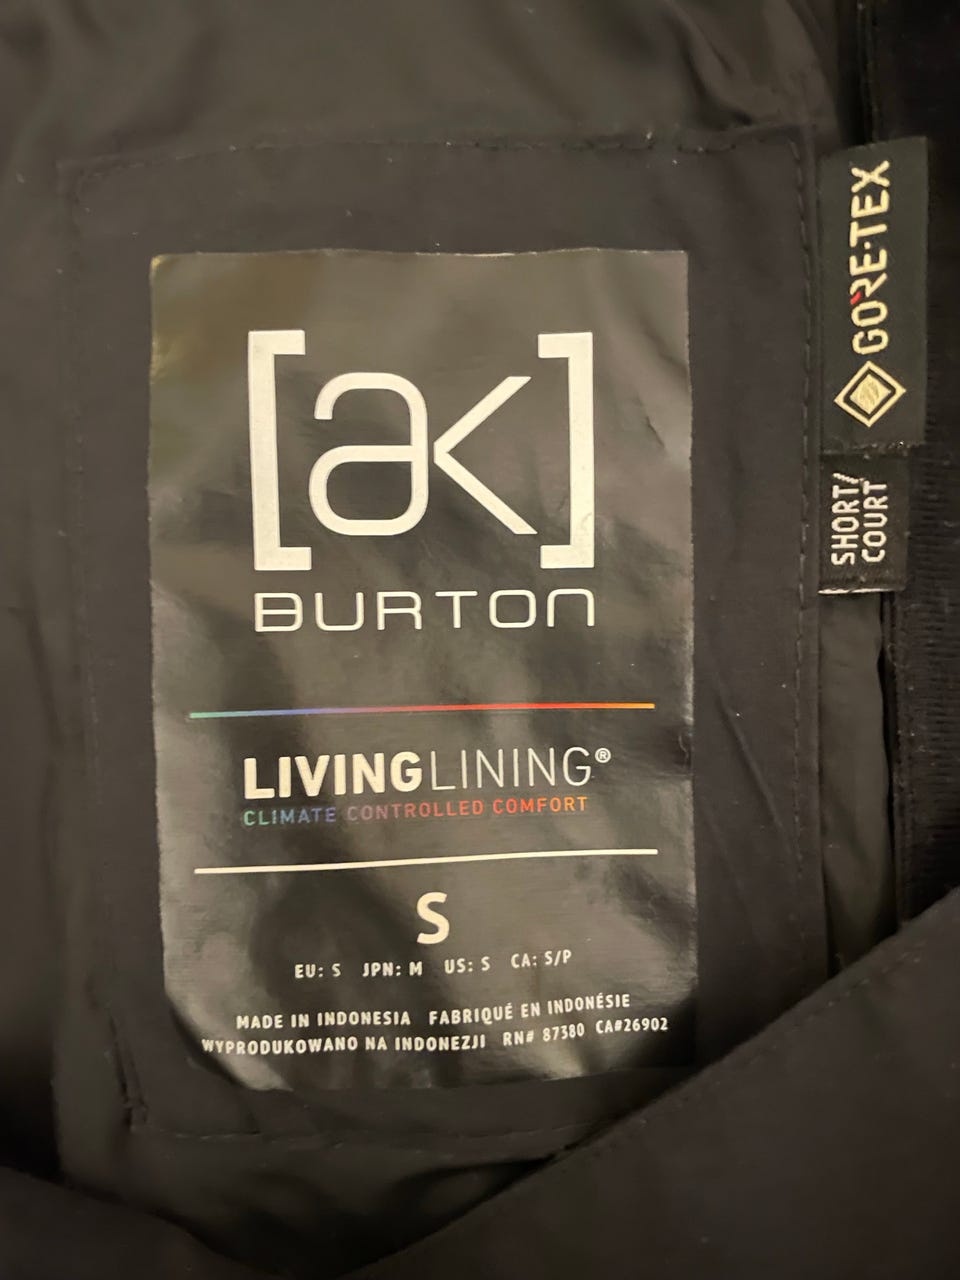 [ak]
BURTON
LIVINGLINING®
CLIMATE CONTROLLED COMFORT
S
EU: S JPN: M US: S CA: S/P
MADE IN INDONESIA FABRIQUÉ EN INDONÉSIE
WYPRODUKOWANO NA INDONEZJI RN# 87380 CA#26902
GORE-TEX
SHORT/
COURT